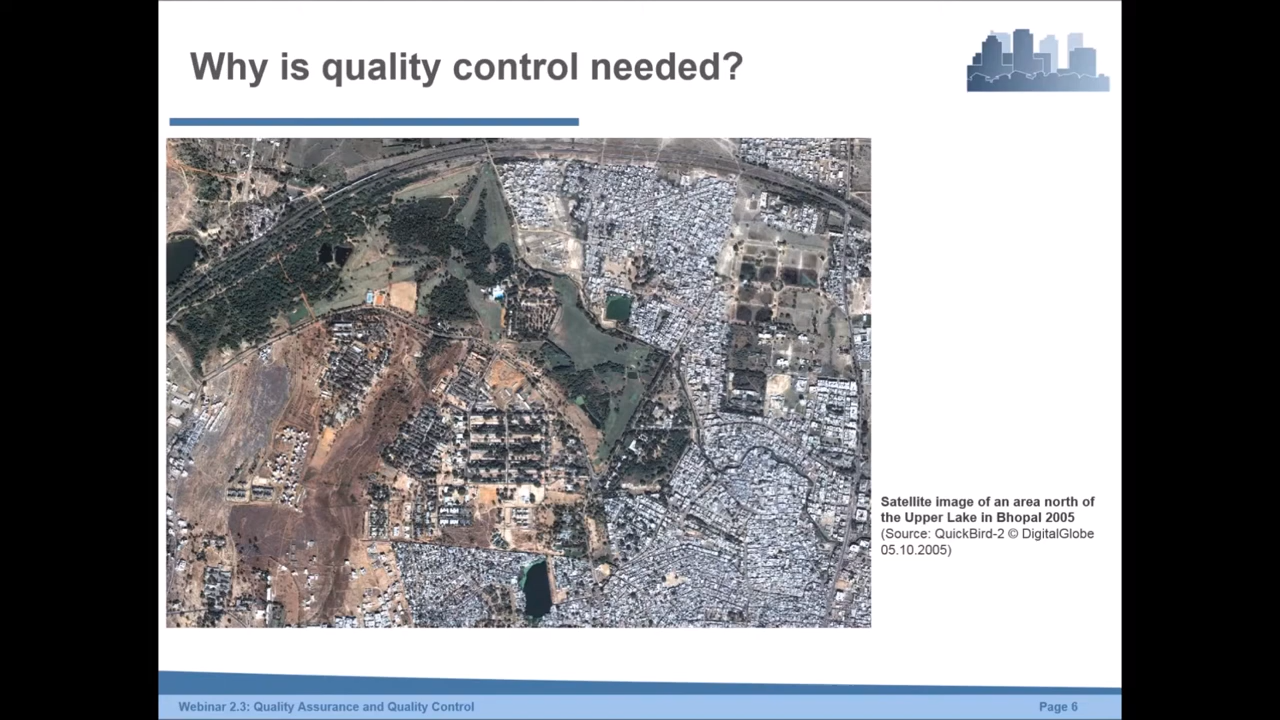 Why is quality control needed?
Satellite image of an area north of
the Upper Lake in Bhopal 2005
(Source: QuickBird-2 © DigitalGlobe
05.10.2005)
Webinar 2.3: Quality Assurance and Quality Control
Page 6